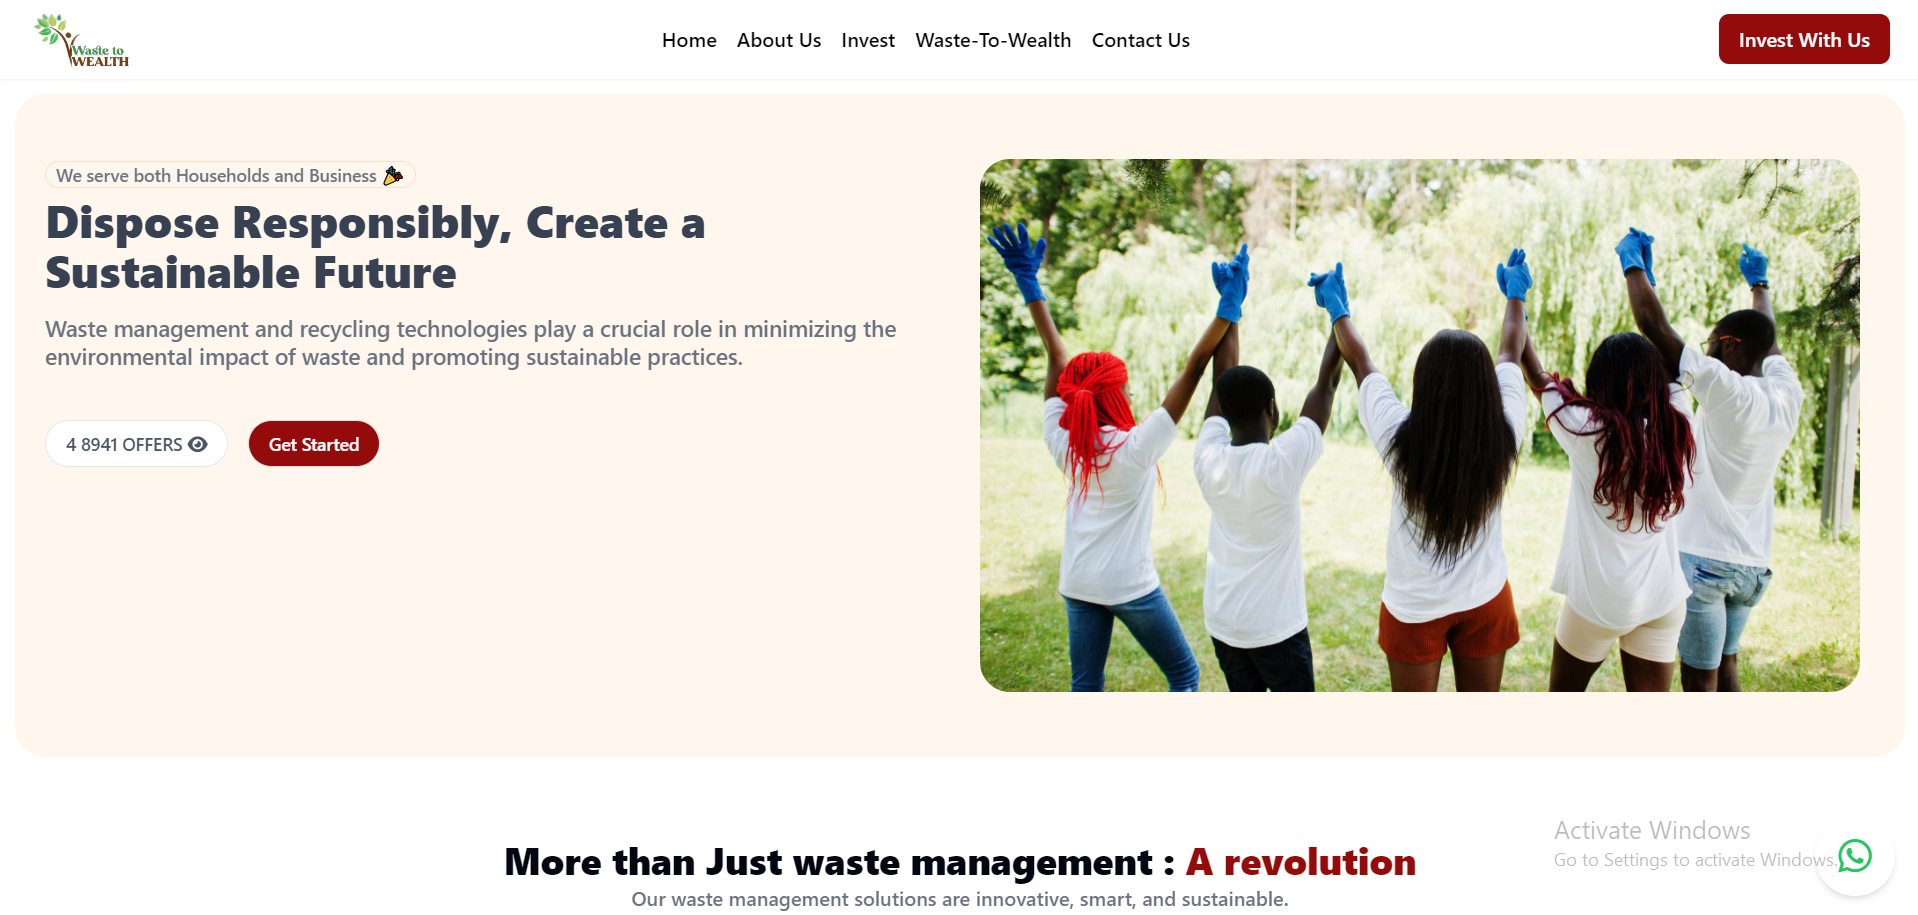 Waste to
WEALTH
Home About Us Invest Waste-To-Wealth Contact Us
Invest With Us
We serve both Households and Business
Dispose Responsibly, Create a
Sustainable Future
Waste management and recycling technologies play a crucial role in minimizing the
environmental impact of waste and promoting sustainable practices.
4 8941 OFFERS
Get Started
More than Just waste management : A revolution
Our waste management solutions are innovative, smart, and sustainable.
Activate Windows
Go to Settings to activate Windows.